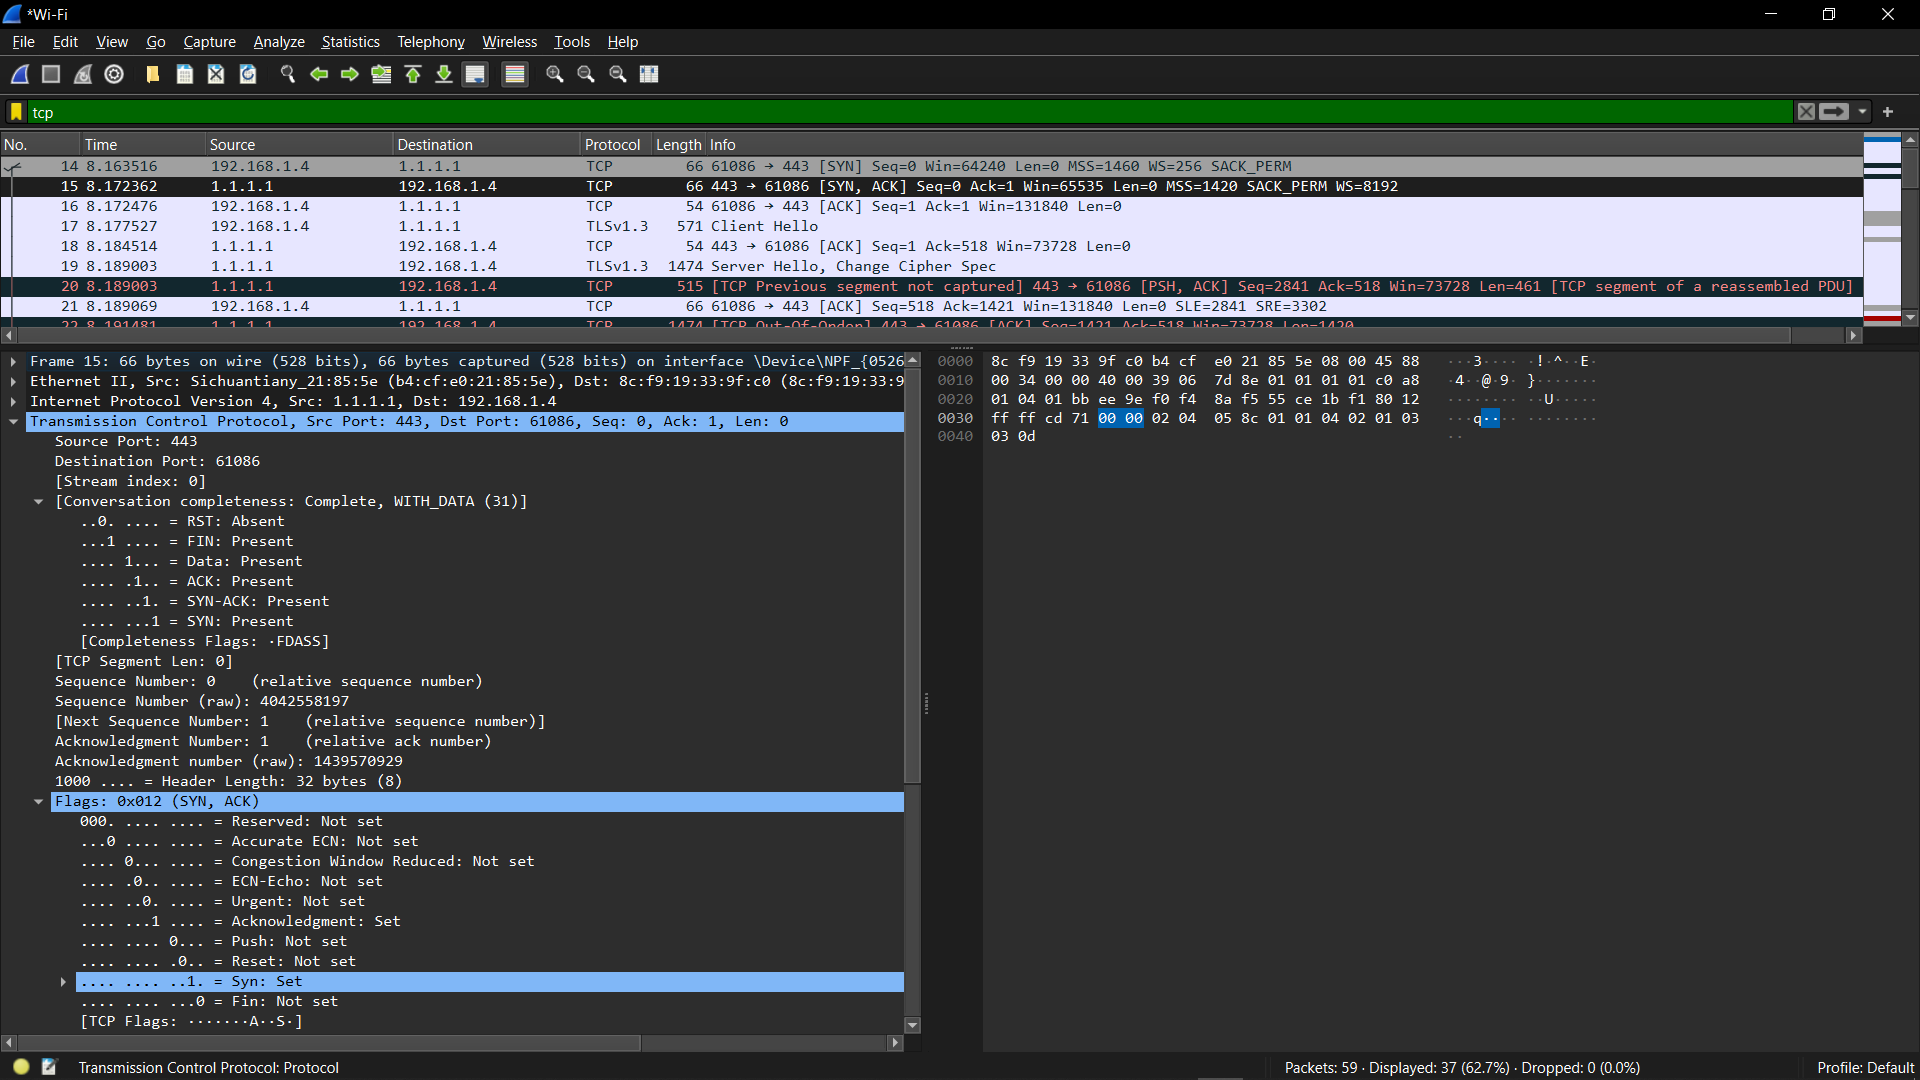 *Wi-Fi
File Edit View Go Capture Analyze Statistics Telephony Wireless Tools Help
tcp
No. Time Source Destination Protocol Length Info
14 8.163516 192.168.1.4 1.1.1.1 TCP 66 61086 → 443 [SYN] Seq=0 Win=64240 Len=0 MSS=1460 WS=256 SACK_PERM
15 8.172362 1.1.1.1 192.168.1.4 TCP 66 443 → 61086 [SYN, ACK] Seq=0 Ack=1 Win=65535 Len=0 MSS=1420 SACK_PERM WS=8192
16 8.172476 192.168.1.4 1.1.1.1 TCP 54 61086 → 443 [ACK] Seq=1 Ack=1 Win=131840 Len=0
17 8.177527 192.168.1.4 1.1.1.1 TLSv1.3 571 Client Hello
18 8.184514 1.1.1.1 192.168.1.4 TCP 54 443 → 61086 [ACK] Seq=1 Ack=518 Win=73728 Len=0
19 8.189003 1.1.1.1 192.168.1.4 TLSv1.3 1474 Server Hello, Change Cipher Spec
20 8.189003 1.1.1.1 192.168.1.4 TCP 515 [TCP Previous segment not captured] 443 → 61086 [PSH, ACK] Seq=2841 Ack=518 Win=73728 Len=461 [TCP segment of a reassembled PDU]
21 8.189069 192.168.1.4 1.1.1.1 TCP 66 61086 → 443 [ACK] Seq=518 Ack=1421 Win=131840 Len=0 SLE=2841 SRE=3302
22 8.191481 1.1.1.1 192.168.1.4 TCP 1474 [TCP Out-Of-Order] 443 → 61086 [ACK] Seq=1421 Ack=518 Win=73728 Len=1420
Frame 15: 66 bytes on wire (528 bits), 66 bytes captured (528 bits) on interface \Device\NPF_{0526
Ethernet II, Src: Sichuantiany_21:85:5e (b4:cf:e0:21:85:5e), Dst: 8c:f9:19:33:9f:c0 (8c:f9:19:33:9
Internet Protocol Version 4, Src: 1.1.1.1, Dst: 192.168.1.4
Transmission Control Protocol, Src Port: 443, Dst Port: 61086, Seq: 0, Ack: 1, Len: 0
Source Port: 443
Destination Port: 61086
[Stream index: 0]
[Conversation completeness: Complete, WITH_DATA (31)]
..0. .... = RST: Absent
...1 .... = FIN: Present
.... 1... = Data: Present
.... .1.. = ACK: Present
.... ..1. = SYN-ACK: Present
.... ...1 = SYN: Present
[Completeness Flags: ·FDASS]
[TCP Segment Len: 0]
Sequence Number: 0 (relative sequence number)
Sequence Number (raw): 4042558197
[Next Sequence Number: 1 (relative sequence number)]
Acknowledgment Number: 1 (relative ack number)
Acknowledgment number (raw): 1439570929
1000 .... = Header Length: 32 bytes (8)
Flags: 0x012 (SYN, ACK)
000. .... .... = Reserved: Not set
...0 .... .... = Accurate ECN: Not set
.... 0... .... = Congestion Window Reduced: Not set
.... .0.. .... = ECN-Echo: Not set
.... ..0. .... = Urgent: Not set
.... ...1 .... = Acknowledgment: Set
.... .... 0... = Push: Not set
.... .... .0.. = Reset: Not set
.... .... ..1. = Syn: Set
.... .... ...0 = Fin: Not set
[TCP Flags: ·······A··S·]
0000 8c f9 19 33 9f c0 b4 cf e0 21 85 5e 08 00 45 88 ···3···· ·!·^··E·
0010 00 34 00 00 40 00 39 06 7d 8e 01 01 01 01 c0 a8 ·4··@·9· }·······
0020 01 04 01 bb ee 9e f0 f4 8a f5 55 ce 1b f1 80 12 ········ ··U·····
0030 ff ff cd 71 00 00 02 04 05 8c 01 01 04 02 01 03 ···q···· ········
0040 03 0d ··
Transmission Control Protocol: Protocol
Packets: 59 · Displayed: 37 (62.7%) · Dropped: 0 (0.0%)
Profile: Default